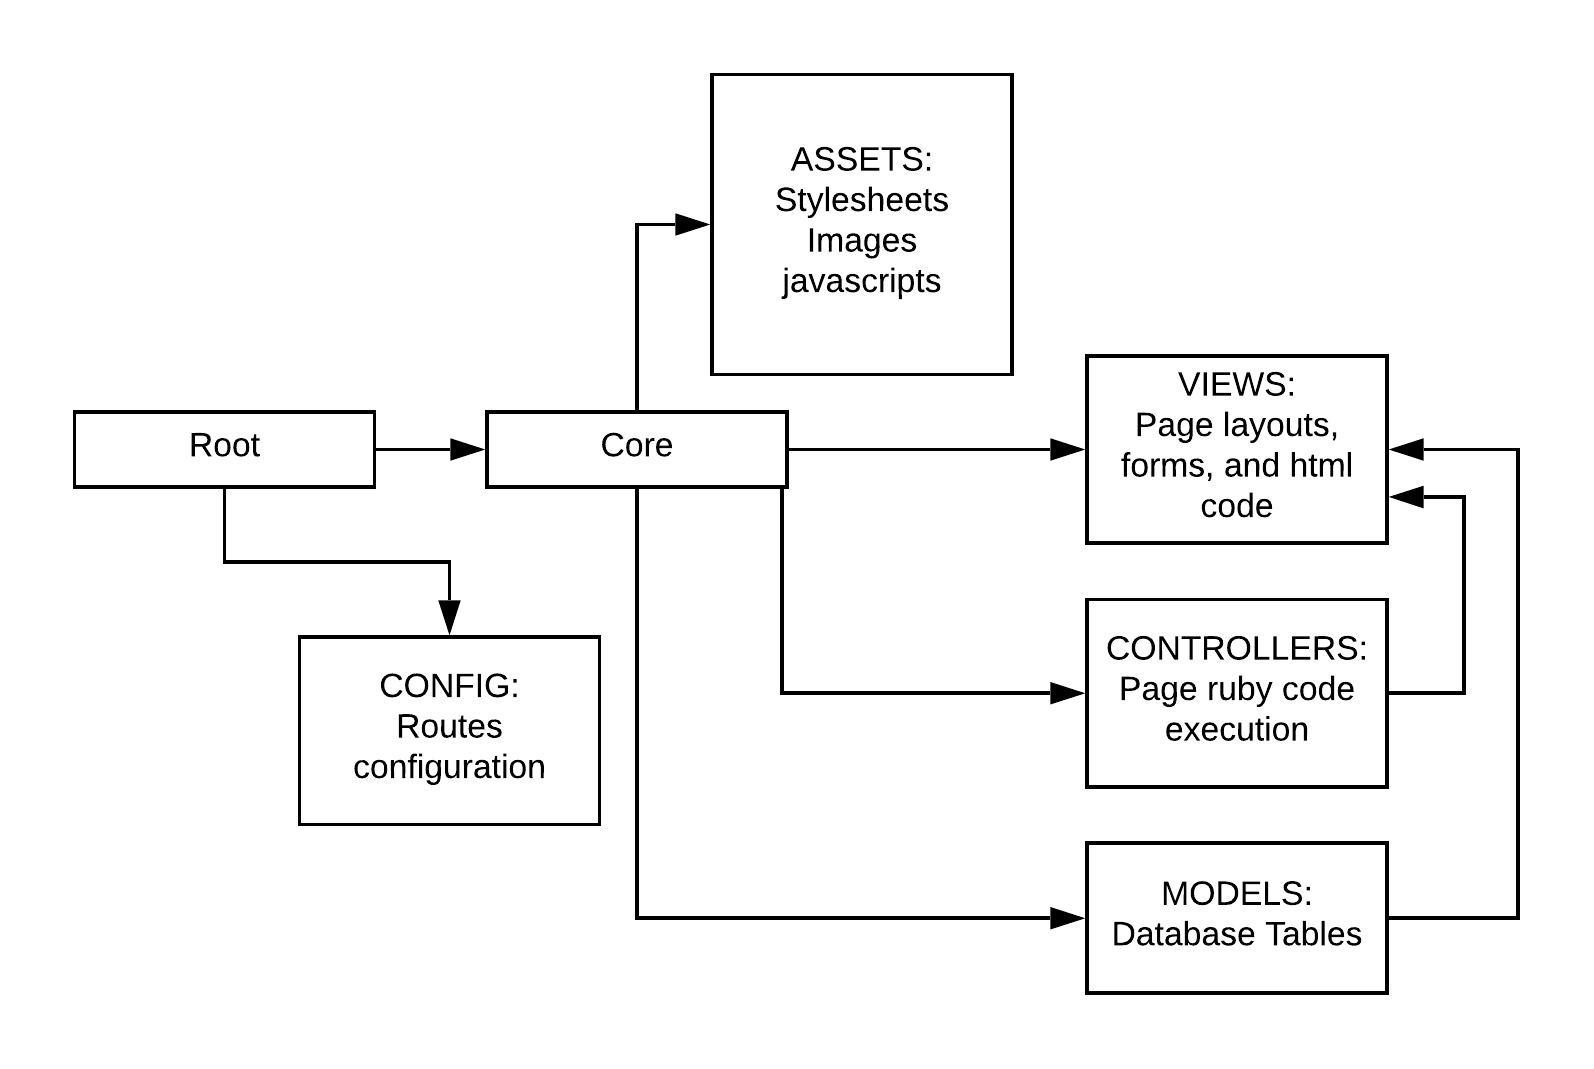 ASSETS:
Stylesheets
Images
javascripts
Root
Core
VIEWS:
Page layouts,
forms, and html
code
CONFIG:
Routes
configuration
CONTROLLERS:
Page ruby code
execution
MODELS:
Database Tables